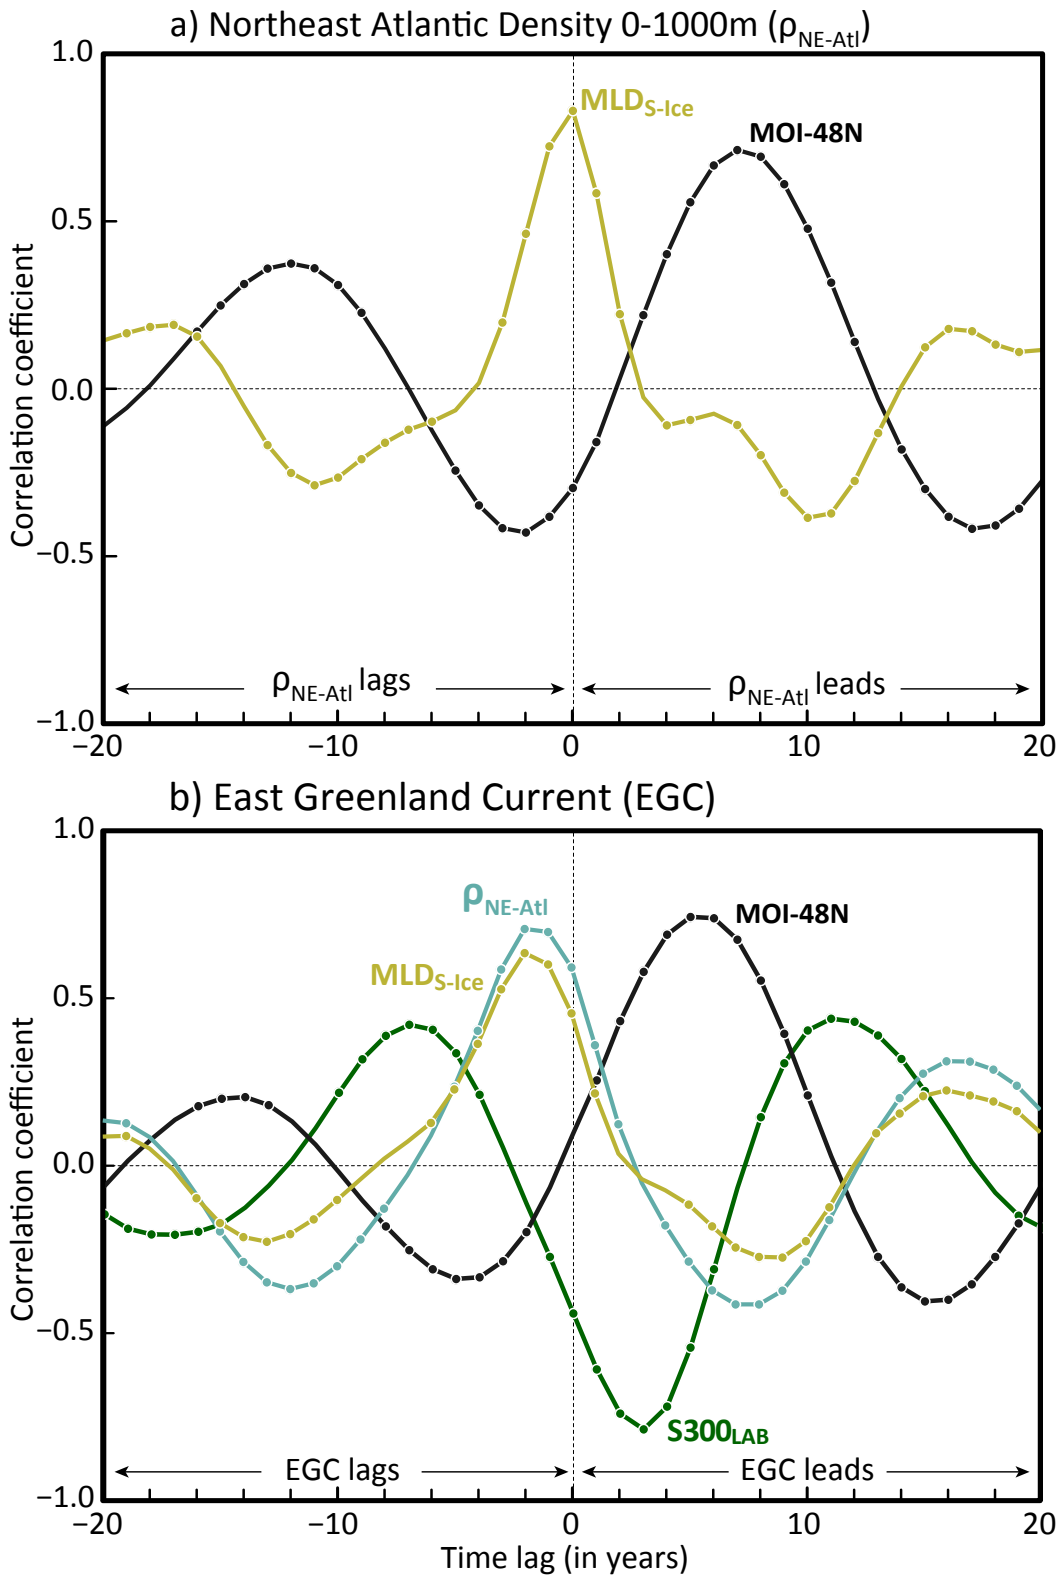 a) Northeast Atlantic Density 0-1000m (ρNE-Atl)
1.0
MLDS-Ice
MOI-48N
0.5
Correlation coefficient
0.0
−0.5
ρNE-Atl lags
ρNE-Atl leads
−1.0
−20 −10 0 10 20
b) East Greenland Current (EGC)
1.0
ρNE-Atl
MOI-48N
MLDS-Ice
0.5
Correlation coefficient
0.0
−0.5
S300LAB
EGC lags
EGC leads
−1.0
−20 −10 0 10 20
Time lag (in years)